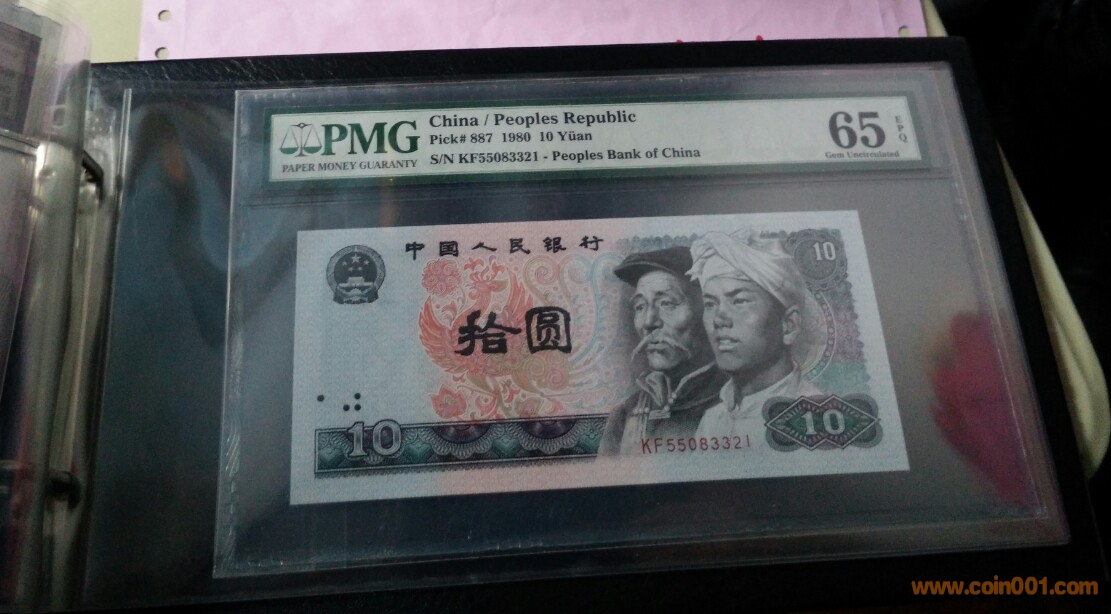 China / Peoples Republic
PMG
Pick# 887 1980 10 Yüan
65
EPQ
PAPER MONEY GUARANTY
S/N KF55083321 - Peoples Bank of China
Gem Uncirculated
中国人民银行
10
拾圆
10
KF55083321
10
www.coin001.com